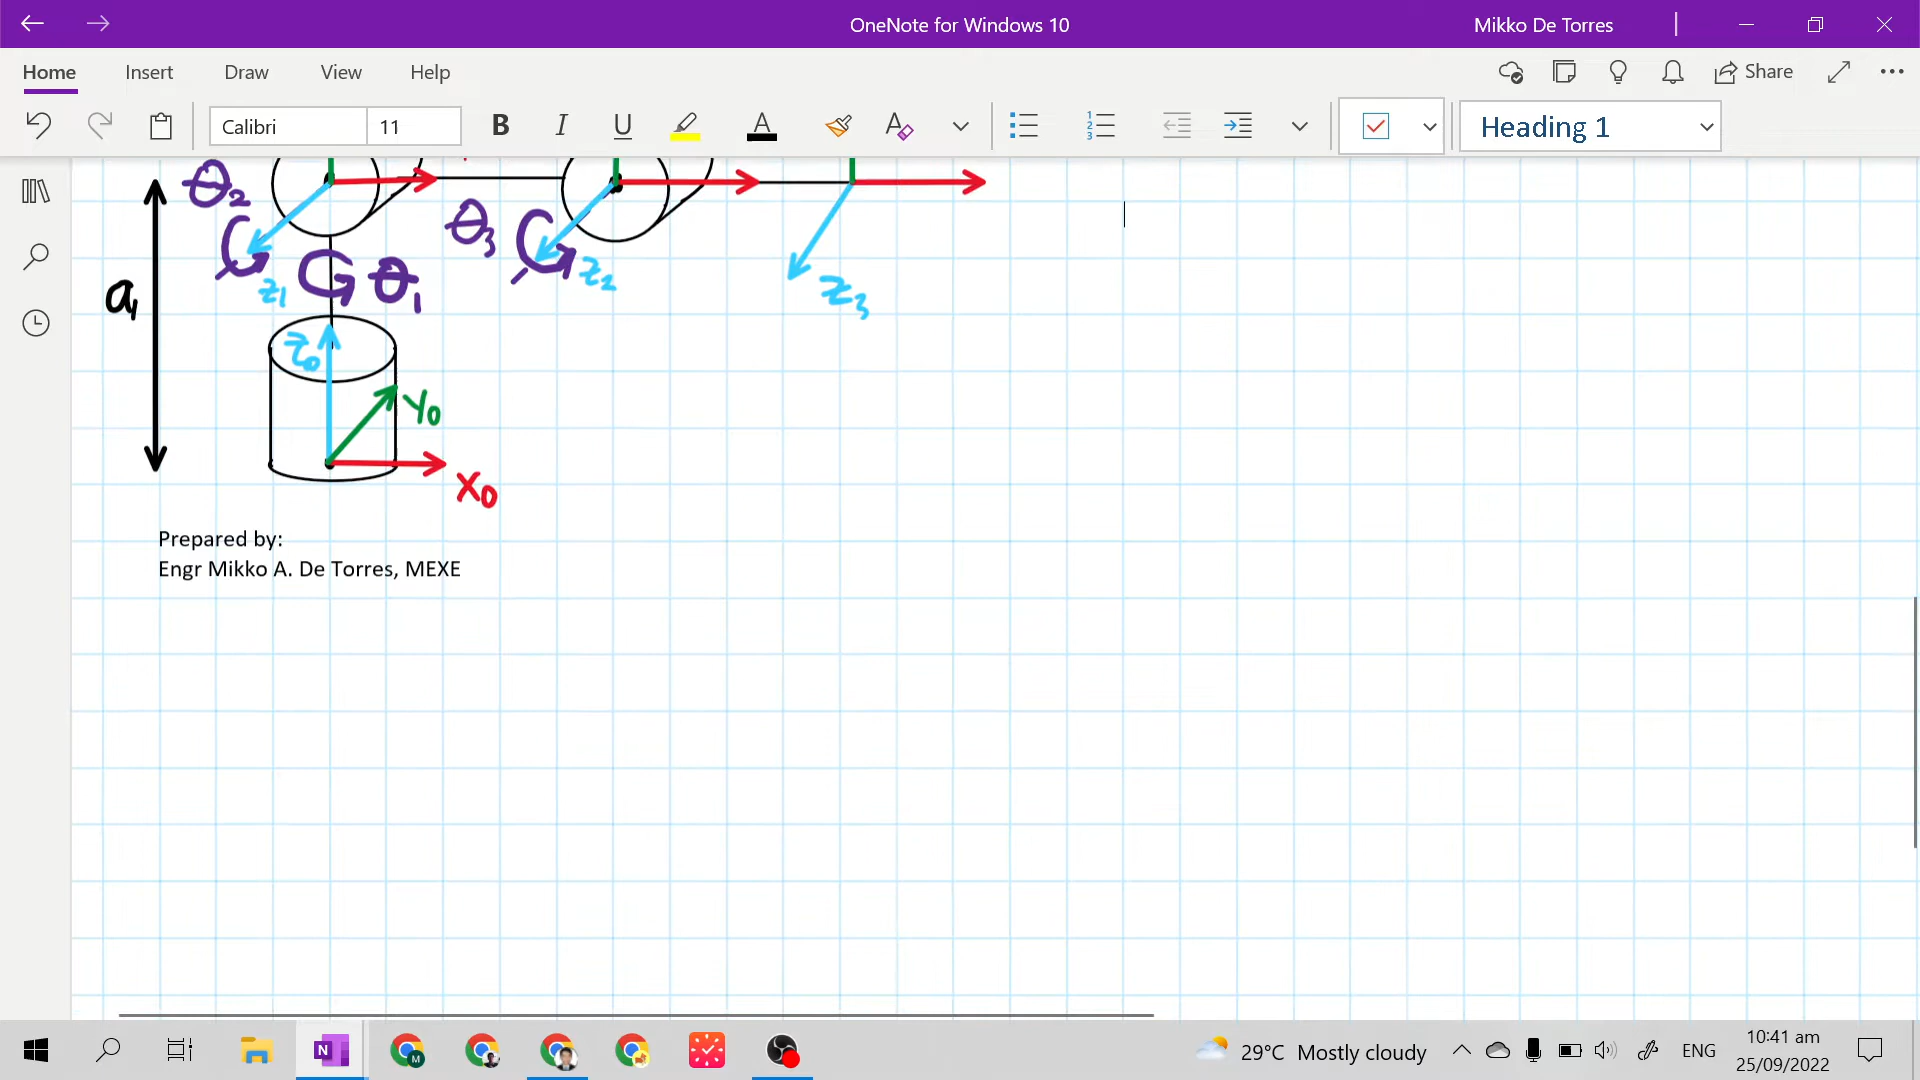 OneNote for Windows 10
Mikko De Torres
Home Insert Draw View Help
Share
Calibri 11 B I U A A
Heading 1
θ2
θ3
z1
θ1
z2
z3
a1
z0
Y0
X0
Prepared by:
Engr Mikko A. De Torres, MEXE
N M
29°C Mostly cloudy
ENG
10:41 am
25/09/2022